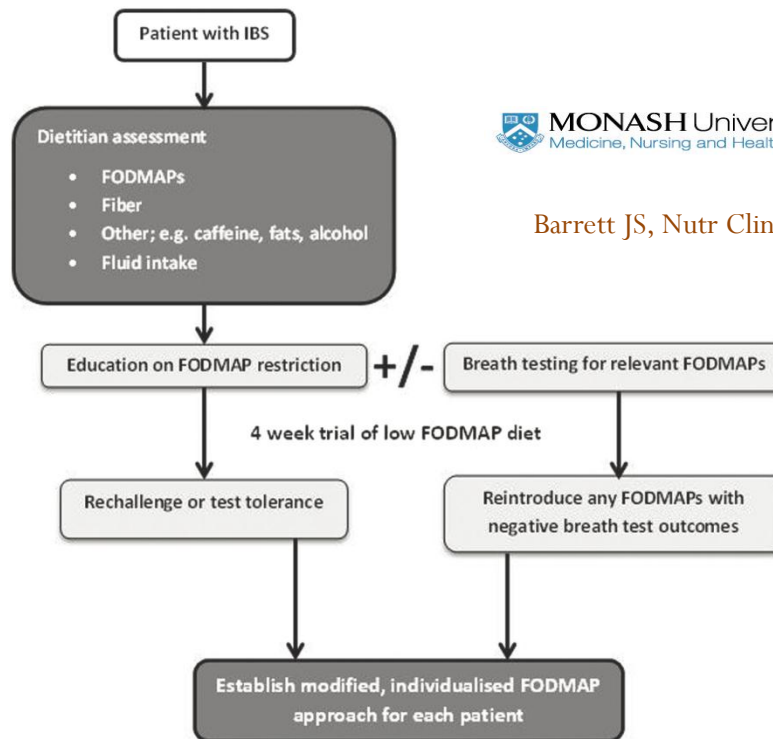 Patient with IBS
Dietitian assessment
• FODMAPs
• Fiber
• Other; e.g. caffeine, fats, alcohol
• Fluid intake
MONASH Univer
Medicine, Nursing and Healt
Barrett JS, Nutr Clin
Education on FODMAP restriction
+/-
Breath testing for relevant FODMAPs
4 week trial of low FODMAP diet
Rechallenge or test tolerance
Reintroduce any FODMAPs with
negative breath test outcomes
Establish modified, individualised FODMAP
approach for each patient